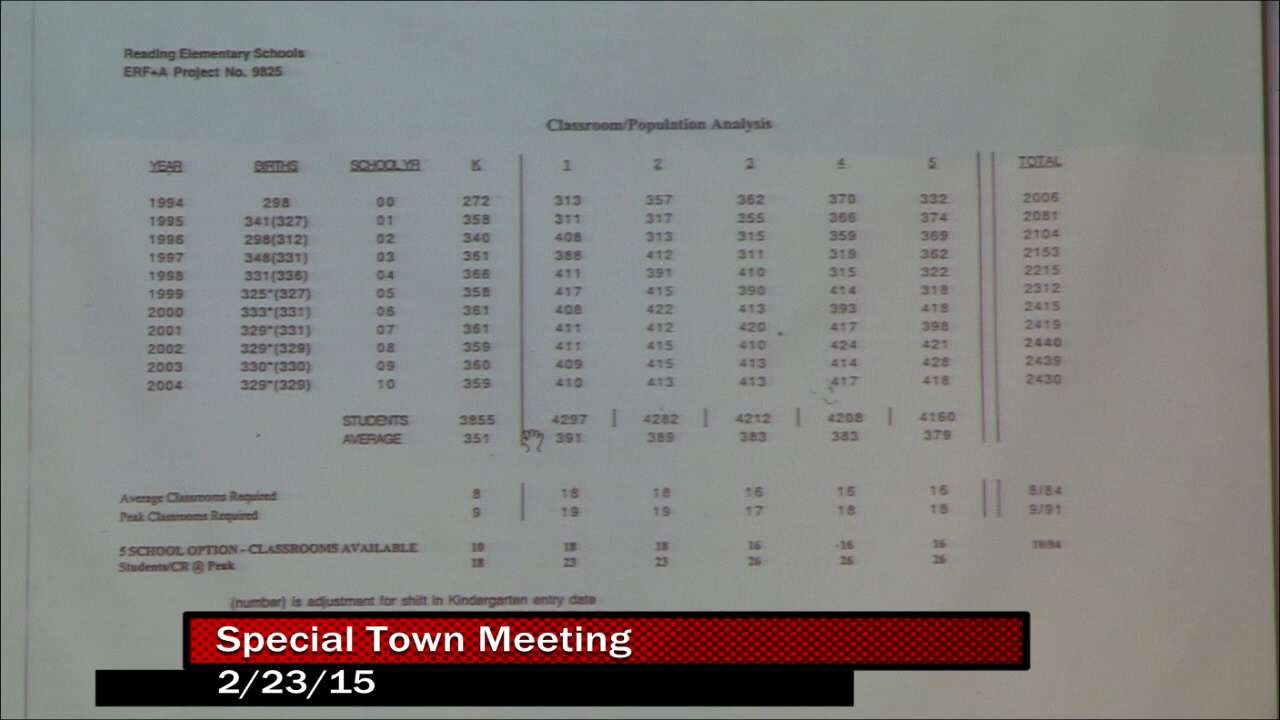 Reading Elementary Schools
ERF+A Project No. 9825
Classroom/Population Analysis
YEAR BIRTHS SCHOOL YR K 1 2 3 4 5 TOTAL
1994 298 00 272 313 357 362 370 332 2006
1995 341(327) 01 358 311 317 355 366 374 2081
1996 298(312) 02 340 408 313 315 359 369 2104
1997 348(331) 03 361 388 412 311 319 362 2153
1998 331(336) 04 366 411 391 410 315 322 2215
1999 325*(327) 05 358 417 415 390 414 318 2312
2000 333*(331) 06 361 408 422 413 393 418 2415
2001 329*(331) 07 361 411 412 420 417 398 2419
2002 329*(329) 08 359 411 415 410 424 421 2440
2003 330*(330) 09 360 409 415 413 414 428 2439
2004 329*(329) 10 359 410 413 413 417 418 2430
STUDENTS 3855 4297 4282 4212 4208 4160
AVERAGE 351 391 389 383 383 379
Average Classrooms Required 8 18 18 16 16 16 8/84
Peak Classrooms Required 9 19 19 17 18 18 9/91
5 SCHOOL OPTION - CLASSROOMS AVAILABLE 10 18 18 16 16 16 10/84
Students/CR @ Peak 18 23 23 26 26 26
(number) is adjustment for shift in Kindergarten entry date
Special Town Meeting
2/23/15